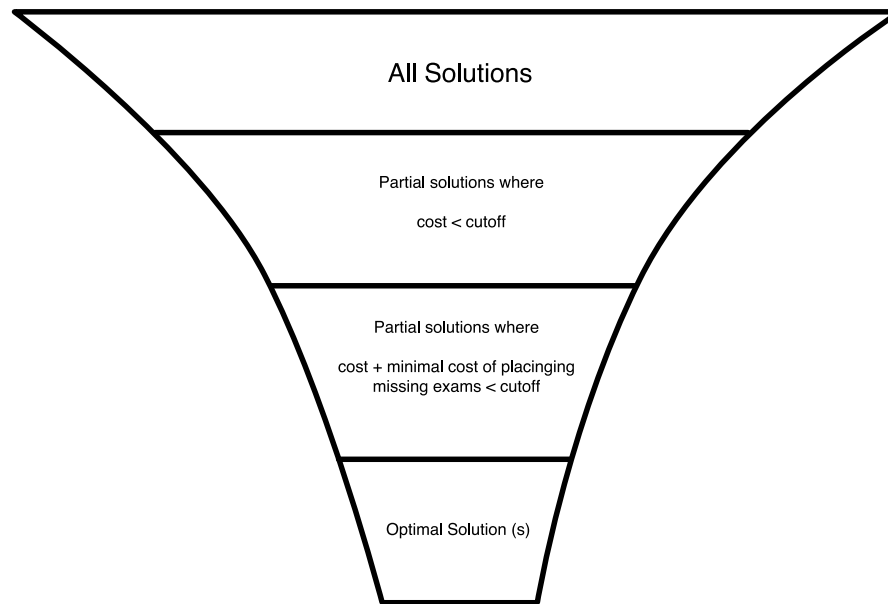 All Solutions
Partial solutions where
cost < cutoff
Partial solutions where
cost + minimal cost of placinging
missing exams < cutoff
Optimal Solution (s)